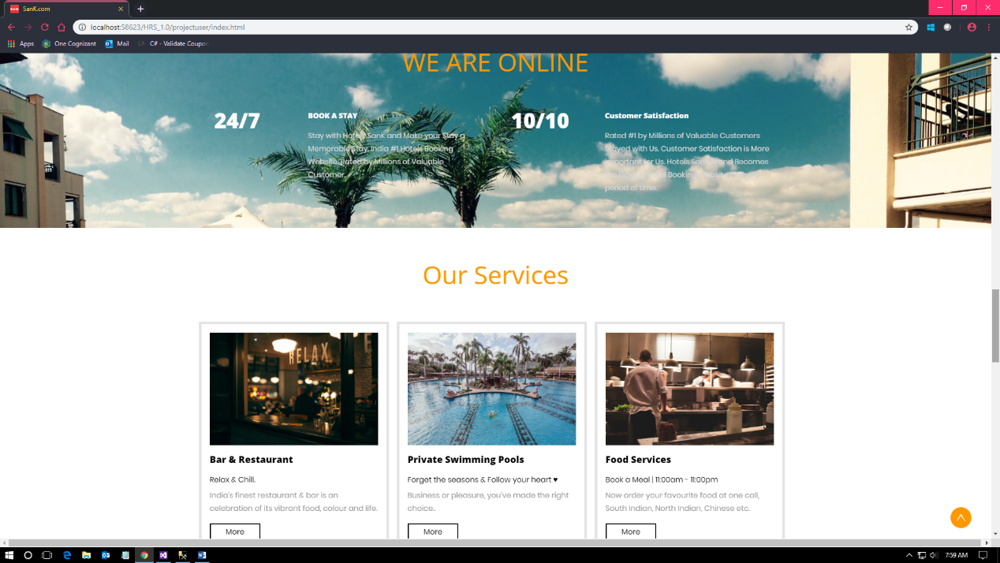 SanK.com
localhost:58623/HRS_1.0/projectuser/index.html
Apps One Cognizant Mail C# - Validate Coupon
WE ARE ONLINE
24/7
BOOK A STAY
Stay with Hotels SanK and Make your Stay a
Memorable Stay. India #1 Hotels Booking
Website. Rated by Millions of Valuable
Customer.
10/10
Customer Satisfaction
Rated #1 by Millions of Valuable Customers
Stayed with Us. Customer Satisfaction is More
Important for Us. Hotels and Becomes
Booking
period of time.
Our Services
RELAX
Bar & Restaurant
Relax & Chill.
India's finest restaurant & bar is an
celebration of its vibrant food, colour and life.
More
Private Swimming Pools
Forget the seasons & Follow your heart ♥
Business or pleasure, you've made the right
choice..
More
Food Services
Book a Meal | 11:00am - 11:00pm
Now order your favourite food at one call,
South Indian, North Indian, Chinese etc.
More
7:59 AM